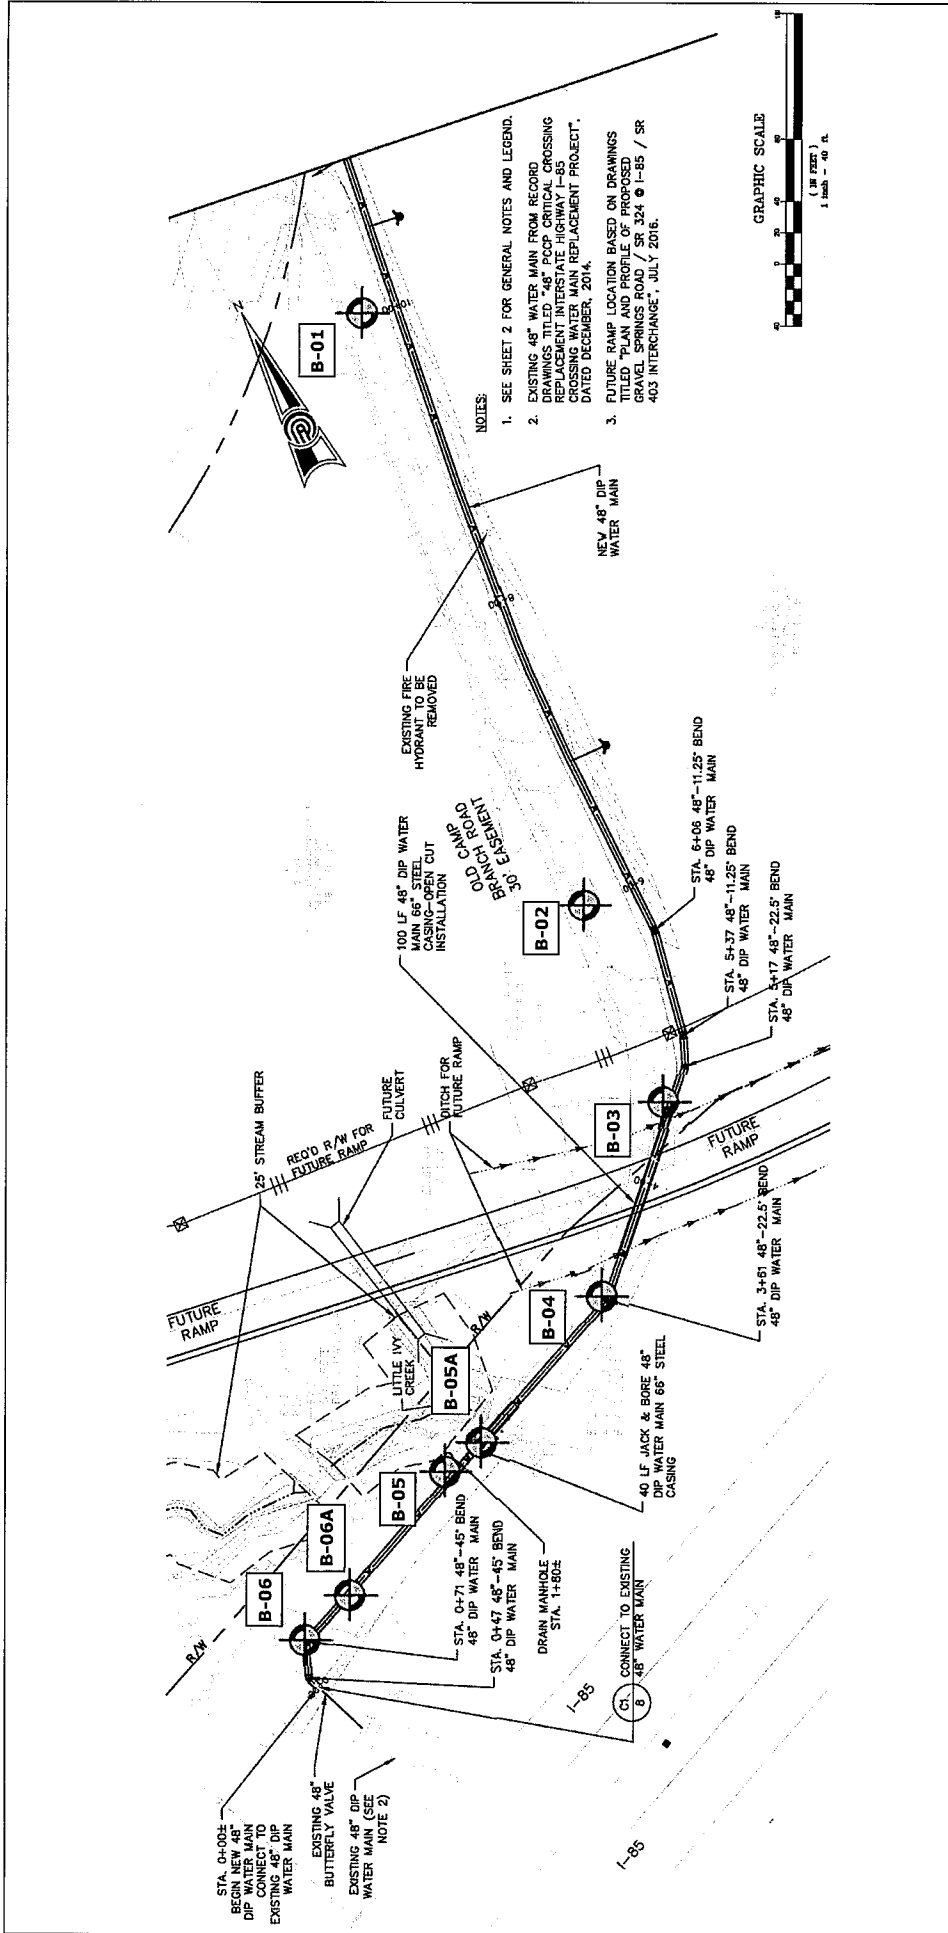 NOTES:
1. SEE SHEET 2 FOR GENERAL NOTES AND LEGEND.
2. EXISTING 48" WATER MAIN FROM RECORD
DRAWINGS TITLED "48" PCCP CRITICAL CROSSING
REPLACEMENT INTERSTATE HIGHWAY I-85
CROSSING WATER MAIN REPLACEMENT PROJECT",
DATED DECEMBER, 2014.
3. FUTURE RAMP LOCATION BASED ON DRAWINGS
TITLED "PLAN AND PROFILE OF PROPOSED
GRAVEL SPRINGS ROAD / SR 324 @ I-85 / SR
403 INTERCHANGE", JULY 2016.
GRAPHIC SCALE
40
0
20
40
80
( IN FEET )
1 inch = 40 ft.
STA. 0+00±
BEGIN NEW 48"
DIP WATER MAIN
CONNECT TO
EXISTING 48" DIP
WATER MAIN
EXISTING 48"
BUTTERFLY VALVE
EXISTING 48" DIP
WATER MAIN (SEE
NOTE 2)
I-85
I-85
C1
8
CONNECT TO EXISTING
48" WATER MAIN
R/W
B-06
B-06A
B-05
B-05A
B-04
B-03
B-02
B-01
STA. 0+71 48"-45° BEND
48" DIP WATER MAIN
STA. 0+47 48"-45° BEND
48" DIP WATER MAIN
DRAIN MANHOLE
STA. 1+80±
40 LF JACK & BORE 48"
DIP WATER MAIN 66" STEEL
CASING
LITTLE IVY
CREEK
R/W
FUTURE
RAMP
25' STREAM BUFFER
REQ'D R/W FOR
FUTURE RAMP
FUTURE
CULVERT
DITCH FOR
FUTURE RAMP
100 LF 48" DIP WATER
MAIN 66" STEEL
CASING-OPEN CUT
INSTALLATION
OLD CAMP
BRANCH ROAD
30' EASEMENT
EXISTING FIRE
HYDRANT TO BE
REMOVED
NEW 48" DIP
WATER MAIN
STA. 3+61 48"-22.5° BEND
48" DIP WATER MAIN
FUTURE
RAMP
STA. 5+17 48"-22.5° BEND
48" DIP WATER MAIN
STA. 5+37 48"-11.25° BEND
48" DIP WATER MAIN
STA. 6+06 48"-11.25° BEND
48" DIP WATER MAIN
6+00
8+00
10+00